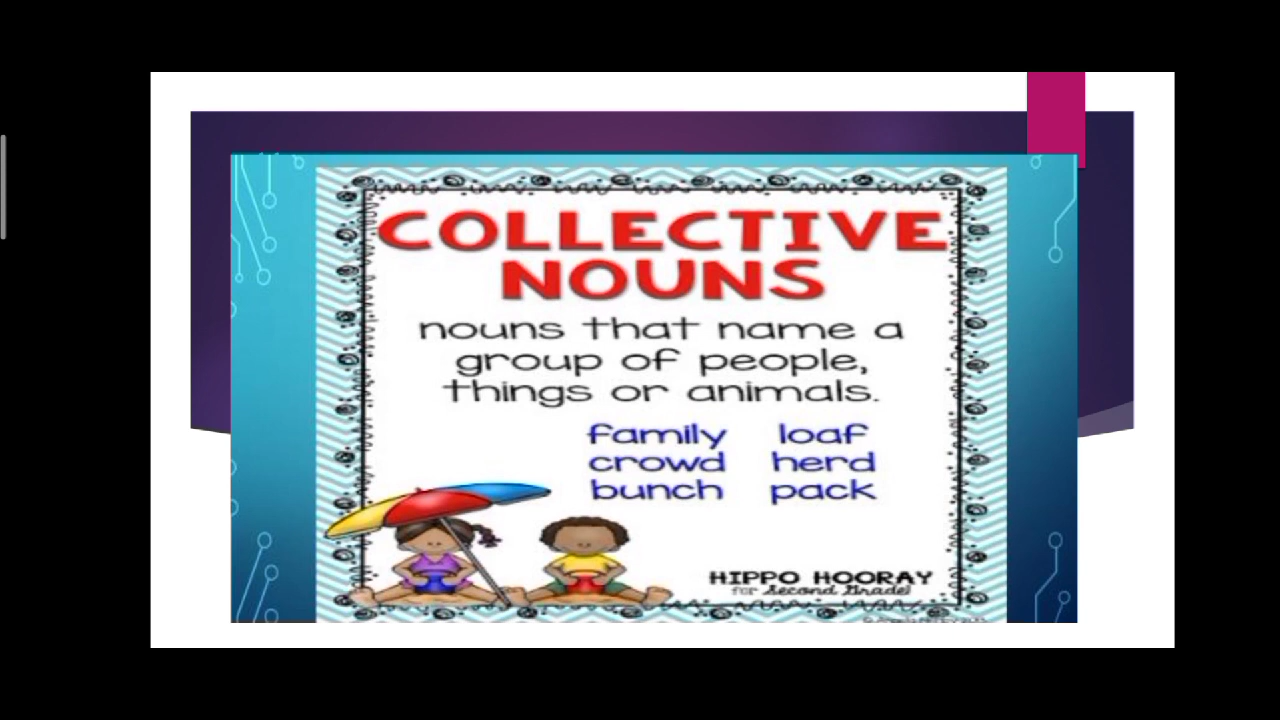 COLLECTIVE
NOUNS
nouns that name a
group of people,
things or animals.
family loaf
crowd herd
bunch pack
HIPPO HOORAY
for Second Grade!